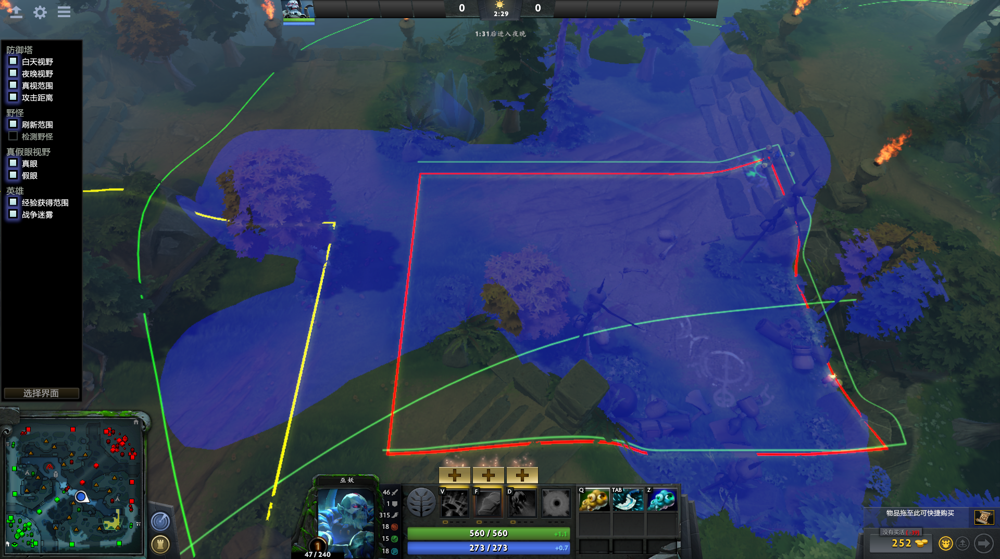 0
2:29
0
1:31后进入夜晚
防御塔
白天视野
夜晚视野
真视范围
攻击距离
野怪
刷新范围
检测野怪
真假眼视野
真眼
假眼
英雄
经验获得范围
战争迷雾
选择界面
巫妖
46
1
315
18
15
18
1
47 / 240
V
F
D
Q
TAB
Z
560 / 560
+1.1
273 / 273
+0.7
物品拖至此可快捷购买
没有买活(-39)
252